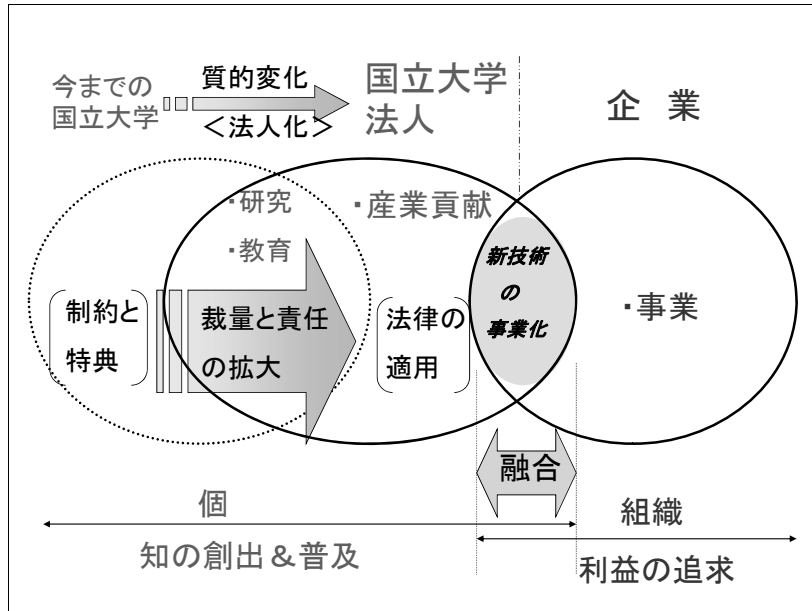 今までの
国立大学
質的変化
＜法人化＞
国立大学
法人
企　業
・研究
・教育
・産業貢献
新技術
の
事業化
・事業
制約と
特典
裁量と責任
の拡大
法律の
適用
融合
個
組織
知の創出＆普及
利益の追求